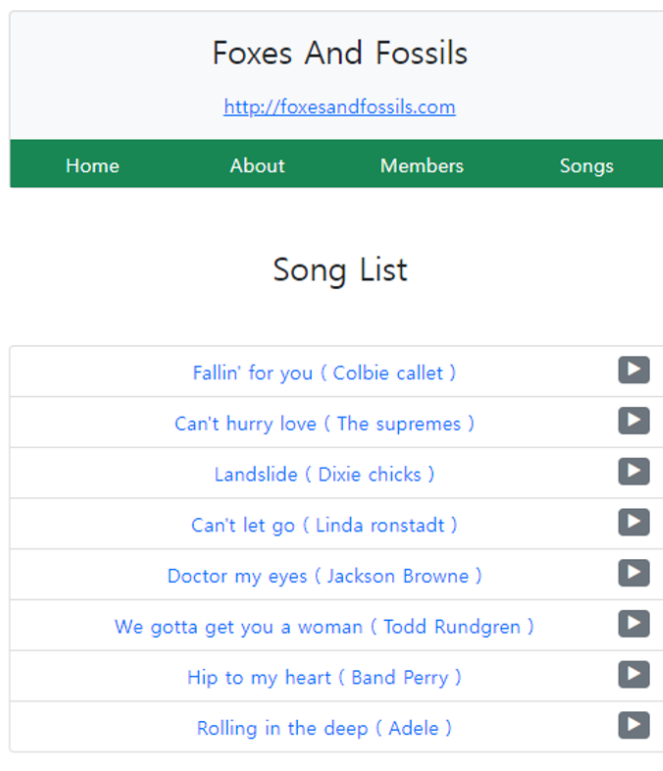 Foxes And Fossils
http://foxesandfossils.com
Home About Members Songs
Song List
Fallin' for you ( Colbie callet )
Can't hurry love ( The supremes )
Landslide ( Dixie chicks )
Can't let go ( Linda ronstadt )
Doctor my eyes ( Jackson Browne )
We gotta get you a woman ( Todd Rundgren )
Hip to my heart ( Band Perry )
Rolling in the deep ( Adele )